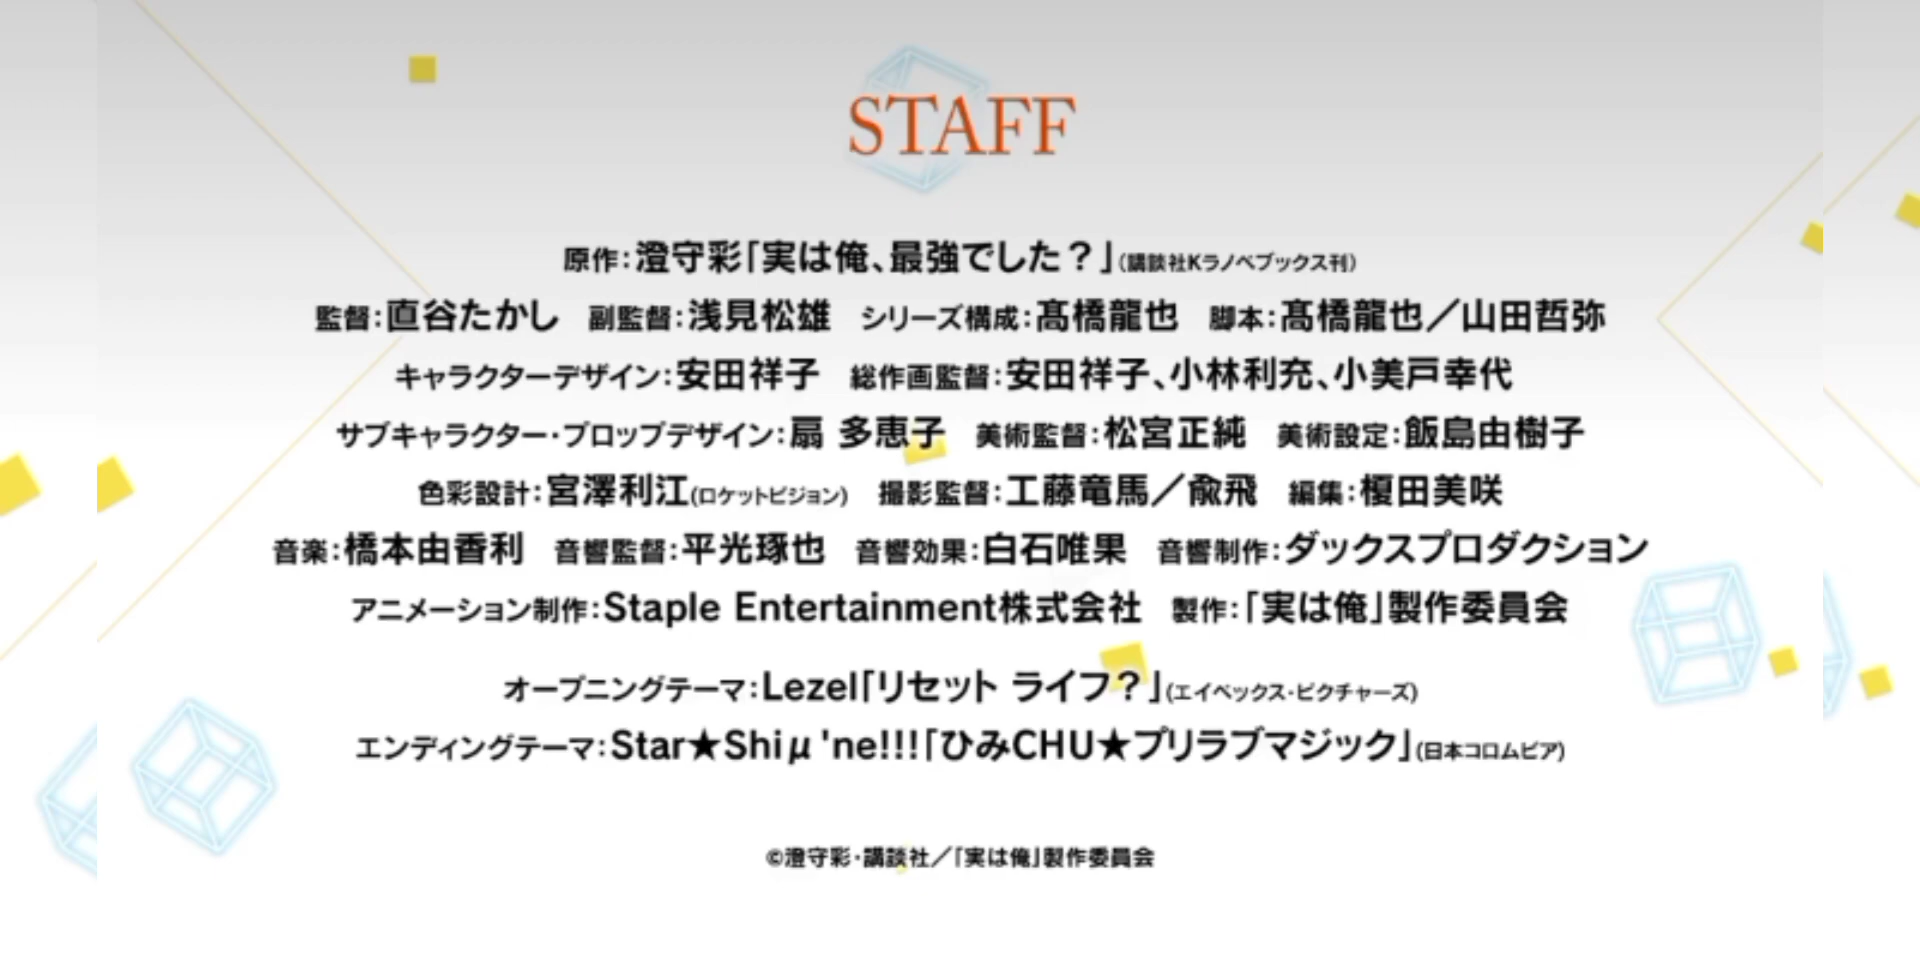 STAFF
原作:澄守彩「実は俺、最強でした?」(講談社Kラノベブックス刊)
監督:直谷たかし 副監督:浅見松雄 シリーズ構成:髙橋龍也 脚本:髙橋龍也/山田哲弥
キャラクターデザイン:安田祥子 総作画監督:安田祥子、小林利充、小美戸幸代
サブキャラクター・プロップデザイン:扇 多恵子 美術監督:松宮正純 美術設定:飯島由樹子
色彩設計:宮澤利江(ロケットビジョン) 撮影監督:工藤竜馬/兪飛 編集:榎田美咲
音楽:橋本由香利 音響監督:平光琢也 音響効果:白石唯果 音響制作:ダックスプロダクション
アニメーション制作:Staple Entertainment株式会社 製作:「実は俺」製作委員会
オープニングテーマ:Lezel「リセット ライフ?」(エイベックス・ピクチャーズ)
エンディングテーマ:Star★Shiμ'ne!!!「ひみCHU★プリラブマジック」(日本コロムビア)
©澄守彩・講談社/「実は俺」製作委員会